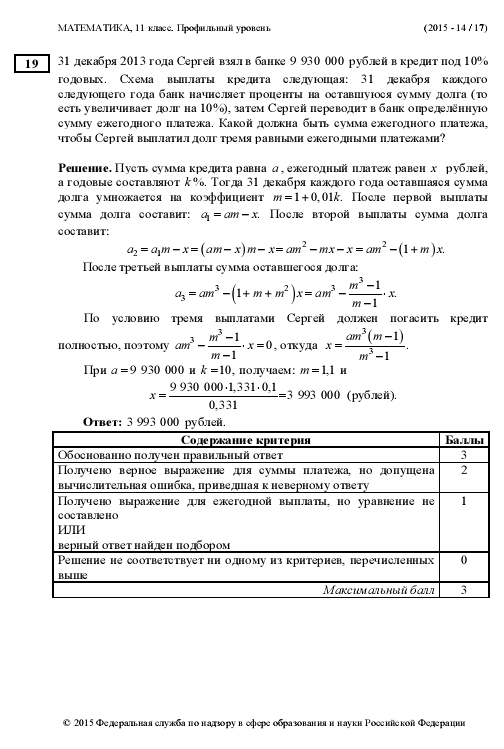 МАТЕМАТИКА, 11 класс. Профильный уровень (2015 - 14 / 17)
19
31 декабря 2013 года Сергей взял в банке 9 930 000 рублей в кредит под 10%
годовых. Схема выплаты кредита следующая: 31 декабря каждого
следующего года банк начисляет проценты на оставшуюся сумму долга (то
есть увеличивает долг на 10%), затем Сергей переводит в банк определённую
сумму ежегодного платежа. Какой должна быть сумма ежегодного платежа,
чтобы Сергей выплатил долг тремя равными ежегодными платежами?
Решение. Пусть сумма кредита равна a, ежегодный платеж равен x рублей,
а годовые составляют k%. Тогда 31 декабря каждого года оставшаяся сумма
долга умножается на коэффициент m = 1 + 0,01k. После первой выплаты
сумма долга составит: a₁ = am − x. После второй выплаты сумма долга
составит:
a₂ = a₁m − x = (am − x)m − x = am² − mx − x = am² − (1 + m)x.
После третьей выплаты сумма оставшегося долга:
a₃ = am³ − (1 + m + m²)x = am³ − (m³ − 1)/(m − 1) · x.
По условию тремя выплатами Сергей должен погасить кредит
полностью, поэтому am³ − (m³ − 1)/(m − 1) · x = 0, откуда x = am³(m − 1)/(m³ − 1).
При a = 9 930 000 и k = 10, получаем: m = 1,1 и
x = (9 930 000 · 1,331 · 0,1)/0,331 = 3 993 000 (рублей).
Ответ: 3 993 000 рублей.
Содержание критерия Баллы
Обоснованно получен правильный ответ 3
Получено верное выражение для суммы платежа, но допущена 2
вычислительная ошибка, приведшая к неверному ответу
Получено выражение для ежегодной выплаты, но уравнение не 1
составлено
ИЛИ
верный ответ найден подбором
Решение не соответствует ни одному из критериев, перечисленных 0
выше
Максимальный балл 3
© 2015 Федеральная служба по надзору в сфере образования и науки Российской Федерации